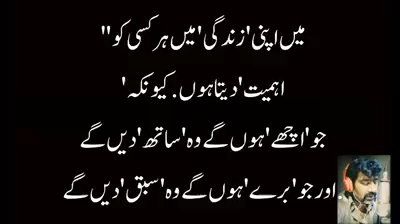 میں اپنی 'زندگی' میں ہر کسی کو"
اہمیت' دیتا ہوں. کیونکہ'
جو 'اچھے' ہوں گے وہ 'ساتھ' دیں گے
اور جو 'برے' ہوں گے وہ 'سبق' دیں گے